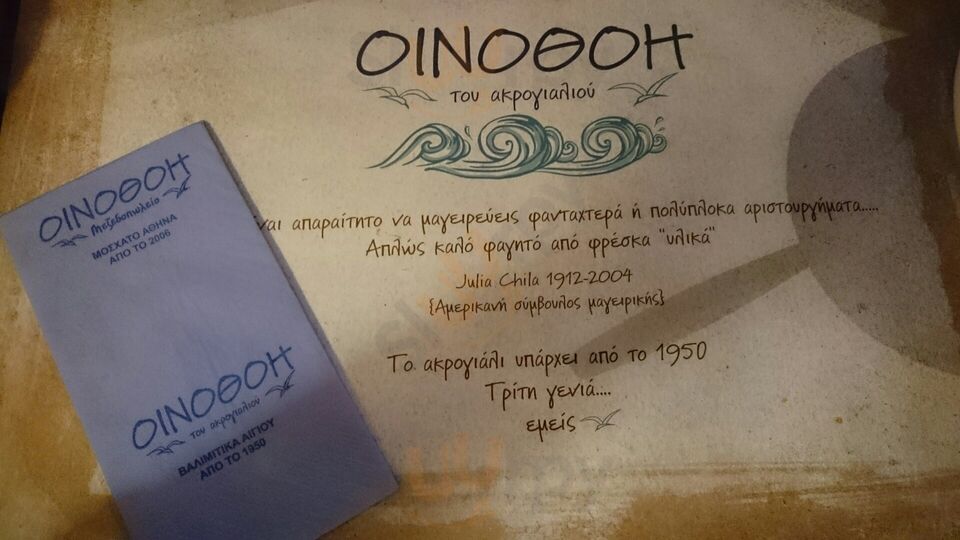 ΟΙΝΟΘΟΗ
του ακρογιαλιού
απαραίτητο να μαγειρεύεις φανταχτερά ή πολύπλοκα αριστουργήματα.....
Απλώς καλό φαγητό από φρέσκα "υλικά"
Julia Chila 1912-2004
{Αμερικανή σύμβουλος μαγειρικής}
Το ακρογιάλι υπάρχει από το 1950
Τρίτη γενιά....
εμείς
ΟΙΝΟΘΟΗ
Μεζεδοπωλείο
ΜΟΣΧΑΤΟ ΑΘΗΝΑ
ΑΠΟ ΤΟ 2006
ΟΙΝΟΘΟΗ
του ακρογιαλιού
ΒΑΛΙΜΙΤΙΚΑ ΑΙΓΙΟΥ
ΑΠΟ ΤΟ 1950